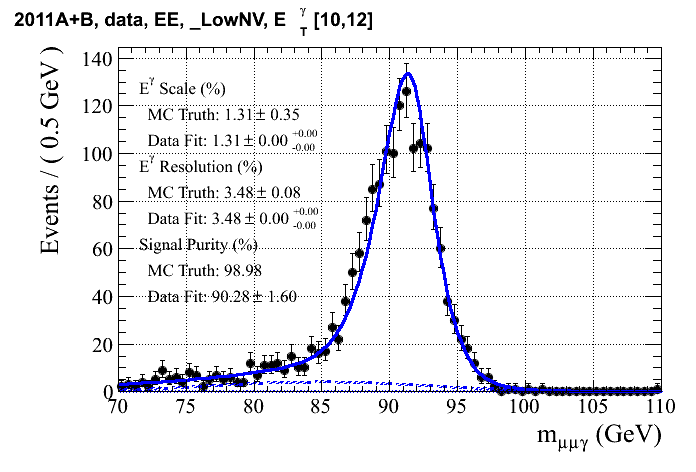 2011A+B, data, EE, _LowNV, E_T^γ [10,12]
Events / ( 0.5 GeV )
140
120
100
80
60
40
20
0
E^γ Scale (%)
MC Truth: 1.31 ± 0.35
Data Fit: 1.31 ± 0.00 +0.00 -0.00
E^γ Resolution (%)
MC Truth: 3.48 ± 0.08
Data Fit: 3.48 ± 0.00 +0.00 -0.00
Signal Purity (%)
MC Truth: 98.98
Data Fit: 90.28 ± 1.60
70 75 80 85 90 95 100 105 110
m_μμγ (GeV)